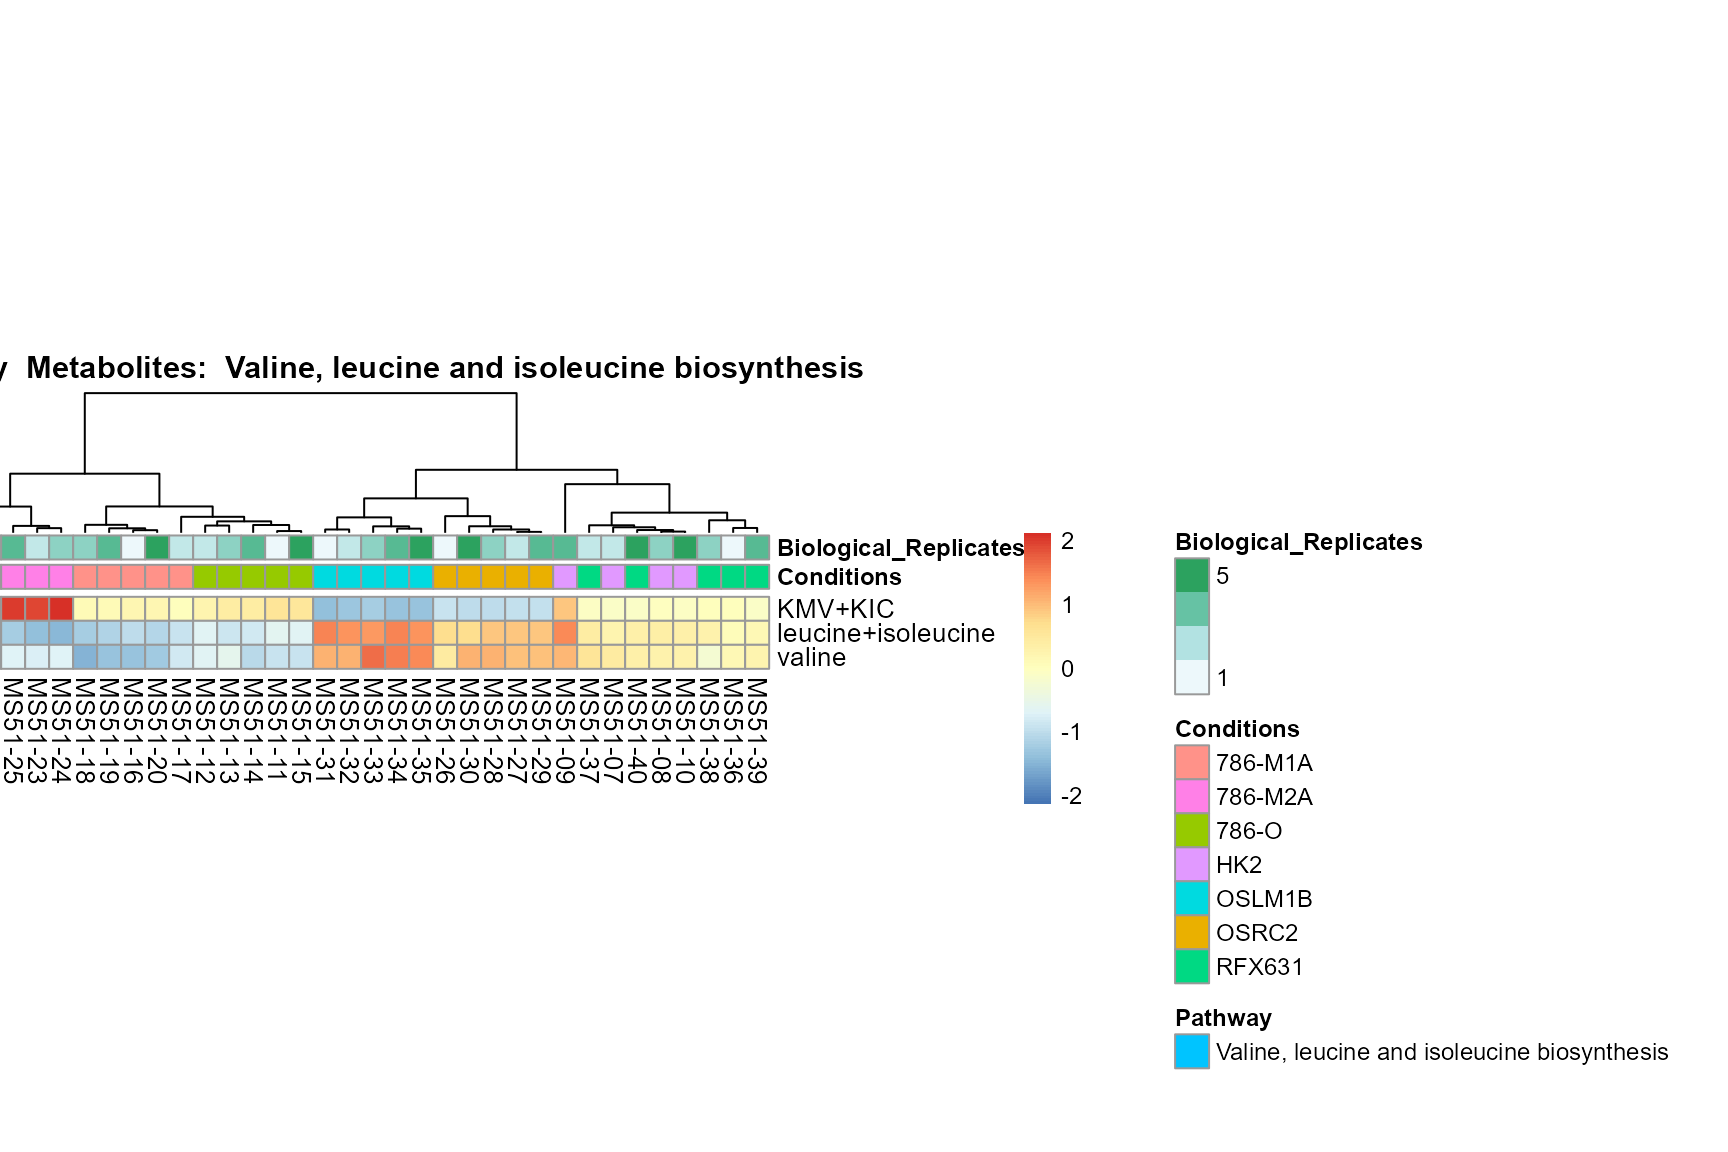 y Metabolites: Valine, leucine and isoleucine biosynthesis
Biological_Replicates
Conditions
KMV+KIC
leucine+isoleucine
valine
MS51-25
MS51-23
MS51-24
MS51-18
MS51-19
MS51-16
MS51-20
MS51-17
MS51-12
MS51-13
MS51-14
MS51-11
MS51-15
MS51-31
MS51-32
MS51-33
MS51-34
MS51-35
MS51-26
MS51-30
MS51-28
MS51-27
MS51-29
MS51-09
MS51-37
MS51-07
MS51-40
MS51-08
MS51-10
MS51-38
MS51-36
MS51-39
2
1
0
-1
-2
Biological_Replicates
5
1
Conditions
786-M1A
786-M2A
786-O
HK2
OSLM1B
OSRC2
RFX631
Pathway
Valine, leucine and isoleucine biosynthesis